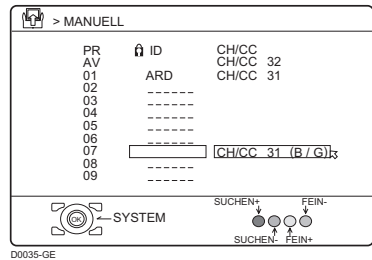 > MANUELL
PR ID CH/CC
AV CH/CC 32
01 ARD CH/CC 31
02 ------
03 ------
04 ------
05 ------
06 ------
07 CH/CC 31 (B / G)
08 ------
09 ------
OK SYSTEM
SUCHEN+ FEIN-
SUCHEN- FEIN+
D0035-GE